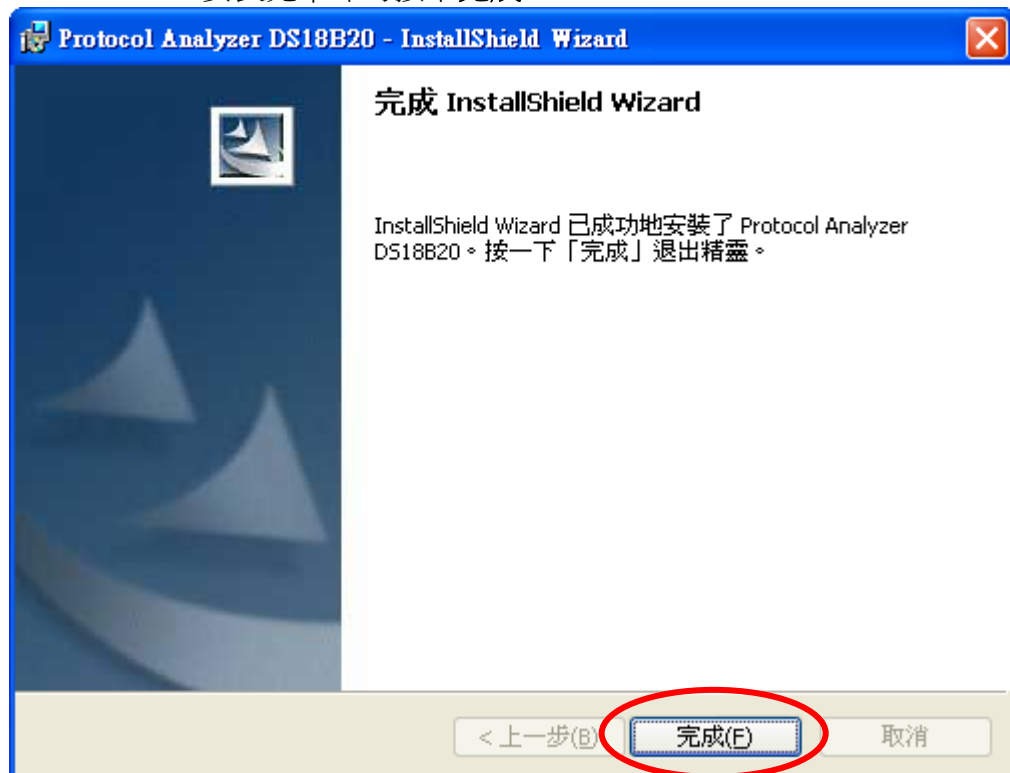 Protocol Analyzer DS18B20 - InstallShield Wizard
完成 InstallShield Wizard
InstallShield Wizard 已成功地安裝了 Protocol Analyzer
DS18B20。按一下「完成」退出精靈。
<上一步(B) 完成(F) 取消